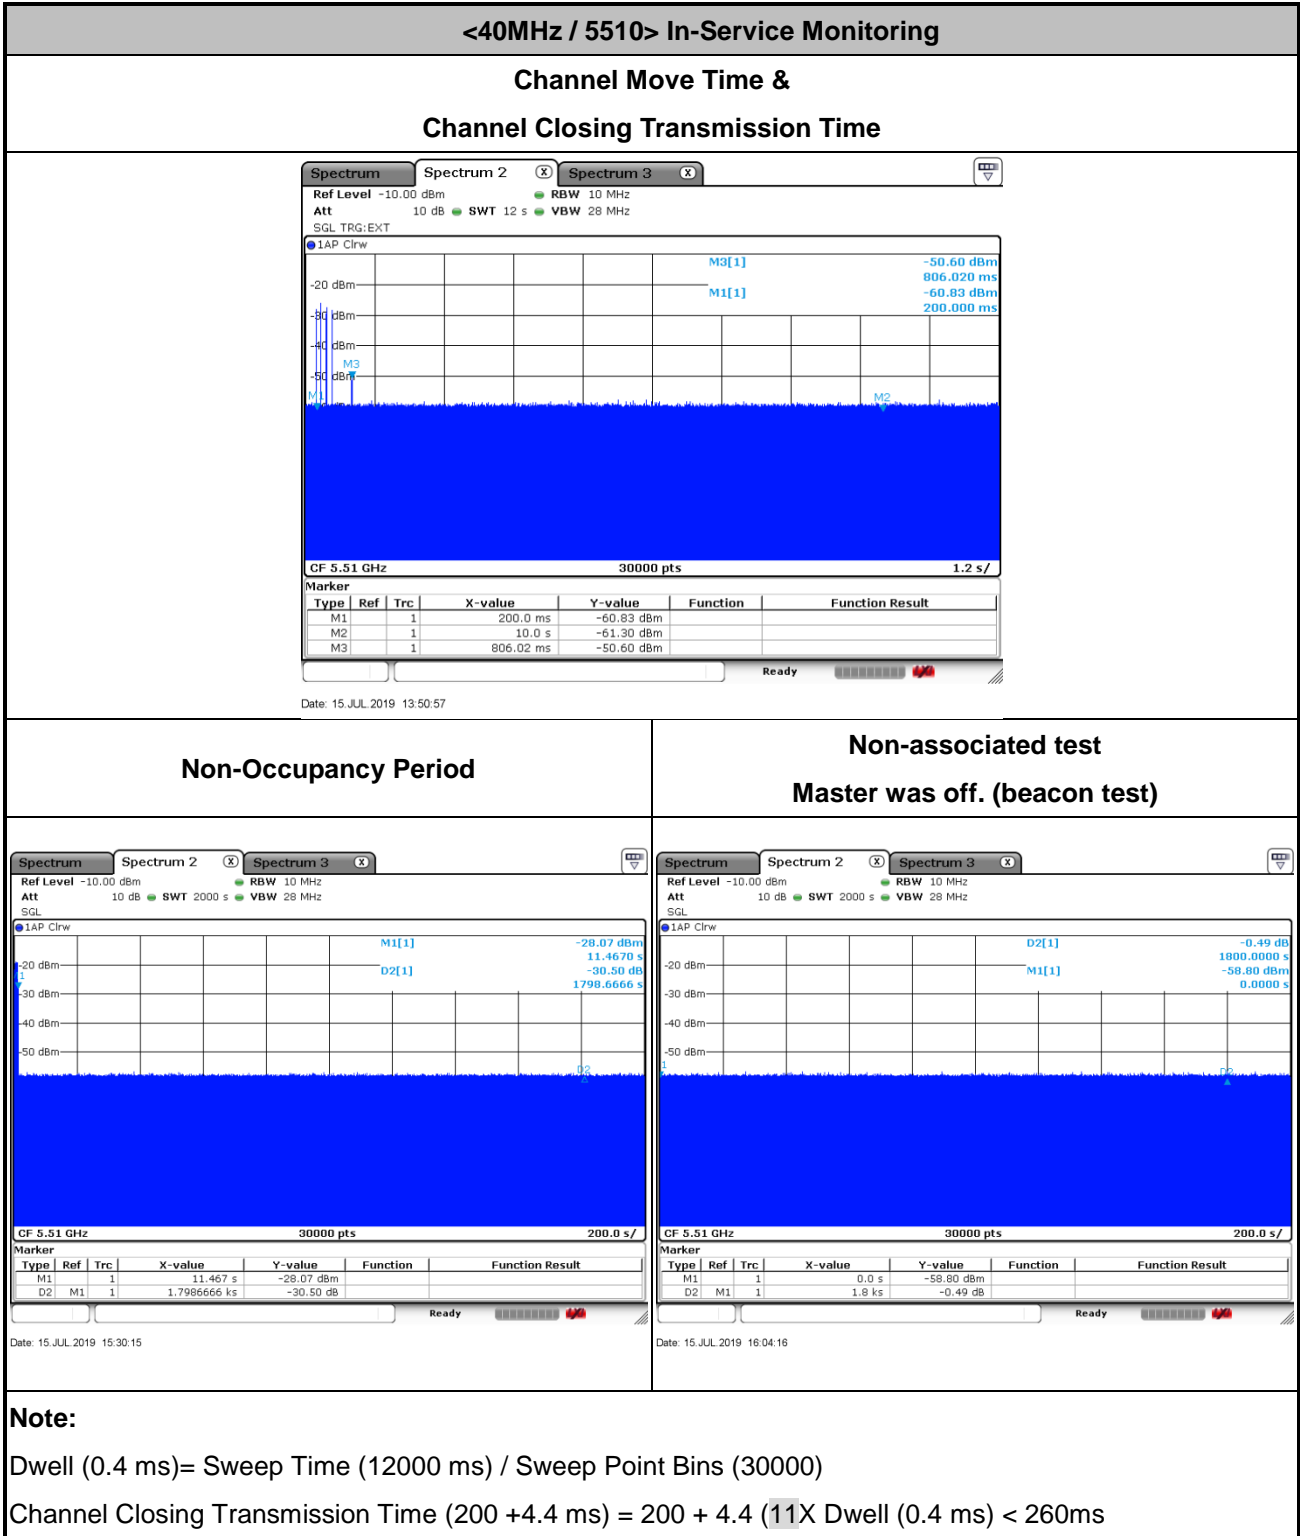 <40MHz / 5510> In-Service Monitoring
Channel Move Time &
Channel Closing Transmission Time
Spectrum Spectrum 2 X Spectrum 3 X
Ref Level -10.00 dBm RBW 10 MHz
Att 10 dB SWT 12 s VBW 28 MHz
SGL TRG:EXT
1AP Clrw
M3[1] -50.60 dBm
806.020 ms
-20 dBm
M1[1] -60.83 dBm
200.000 ms
-30 dBm
-40 dBm
M3
-50 dBm
M1 M2
CF 5.51 GHz 30000 pts 1.2 s/
Marker
Type Ref Trc X-value Y-value Function Function Result
M1 1 200.0 ms -60.83 dBm
M2 1 10.0 s -61.30 dBm
M3 1 806.02 ms -50.60 dBm
Ready
Date: 15.JUL.2019 13:50:57
Non-Occupancy Period
Non-associated test
Master was off. (beacon test)
Spectrum Spectrum 2 X Spectrum 3 X
Ref Level -10.00 dBm RBW 10 MHz
Att 10 dB SWT 2000 s VBW 28 MHz
SGL
1AP Clrw
M1[1] -28.07 dBm
11.4670 s
-20 dBm
D2[1] -30.50 dB
1798.6666 s
1
-30 dBm
-40 dBm
-50 dBm
D2
CF 5.51 GHz 30000 pts 200.0 s/
Marker
Type Ref Trc X-value Y-value Function Function Result
M1 1 11.467 s -28.07 dBm
D2 M1 1 1.7986666 ks -30.50 dB
Ready
Date: 15.JUL.2019 15:30:15
Spectrum Spectrum 2 X Spectrum 3 X
Ref Level -10.00 dBm RBW 10 MHz
Att 10 dB SWT 2000 s VBW 28 MHz
SGL
1AP Clrw
D2[1] -0.49 dB
1800.0000 s
-20 dBm
M1[1] -58.80 dBm
0.0000 s
-30 dBm
-40 dBm
-50 dBm
1 D2
CF 5.51 GHz 30000 pts 200.0 s/
Marker
Type Ref Trc X-value Y-value Function Function Result
M1 1 0.0 s -58.80 dBm
D2 M1 1 1.8 ks -0.49 dB
Ready
Date: 15.JUL.2019 16:04:16
Note:
Dwell (0.4 ms)= Sweep Time (12000 ms) / Sweep Point Bins (30000)
Channel Closing Transmission Time (200 +4.4 ms) = 200 + 4.4 (11X Dwell (0.4 ms) < 260ms